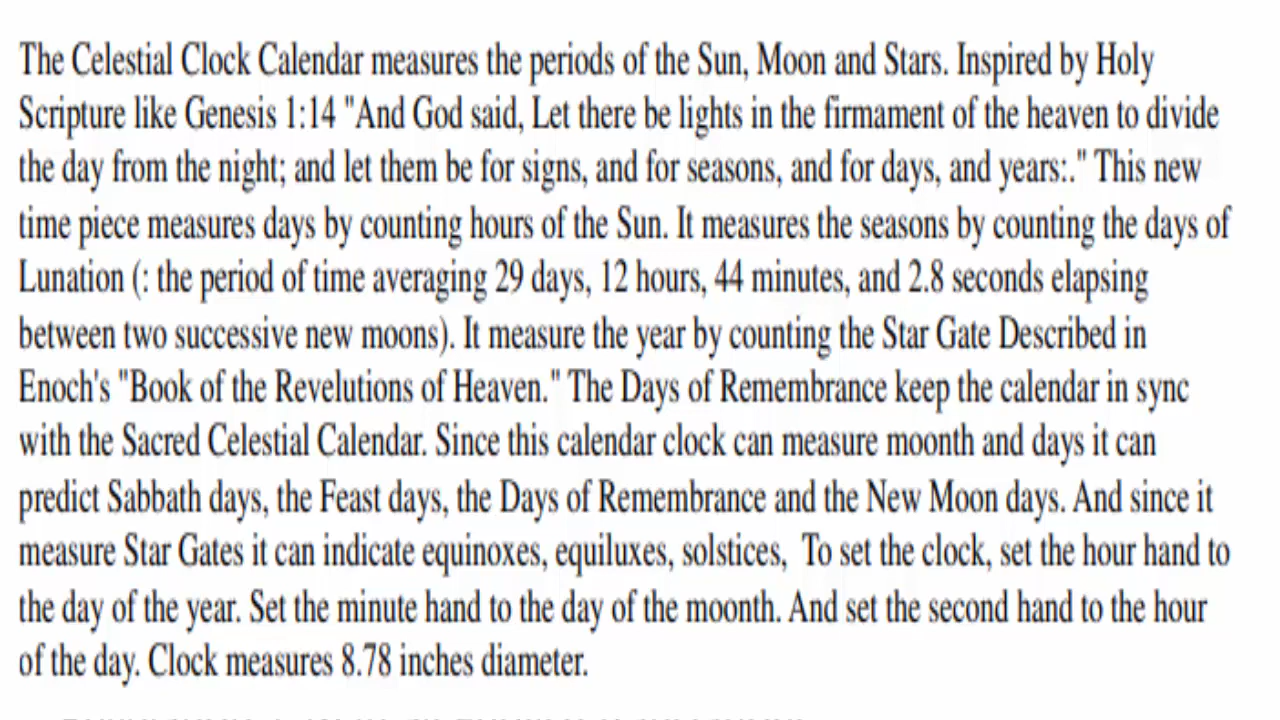 The Celestial Clock Calendar measures the periods of the Sun, Moon and Stars. Inspired by Holy
Scripture like Genesis 1:14 "And God said, Let there be lights in the firmament of the heaven to divide
the day from the night; and let them be for signs, and for seasons, and for days, and years:." This new
time piece measures days by counting hours of the Sun. It measures the seasons by counting the days of
Lunation (: the period of time averaging 29 days, 12 hours, 44 minutes, and 2.8 seconds elapsing
between two successive new moons). It measure the year by counting the Star Gate Described in
Enoch's "Book of the Revelutions of Heaven." The Days of Remembrance keep the calendar in sync
with the Sacred Celestial Calendar. Since this calendar clock can measure moonth and days it can
predict Sabbath days, the Feast days, the Days of Remembrance and the New Moon days. And since it
measure Star Gates it can indicate equinoxes, equiluxes, solstices,  To set the clock, set the hour hand to
the day of the year. Set the minute hand to the day of the moonth. And set the second hand to the hour
of the day. Clock measures 8.78 inches diameter.